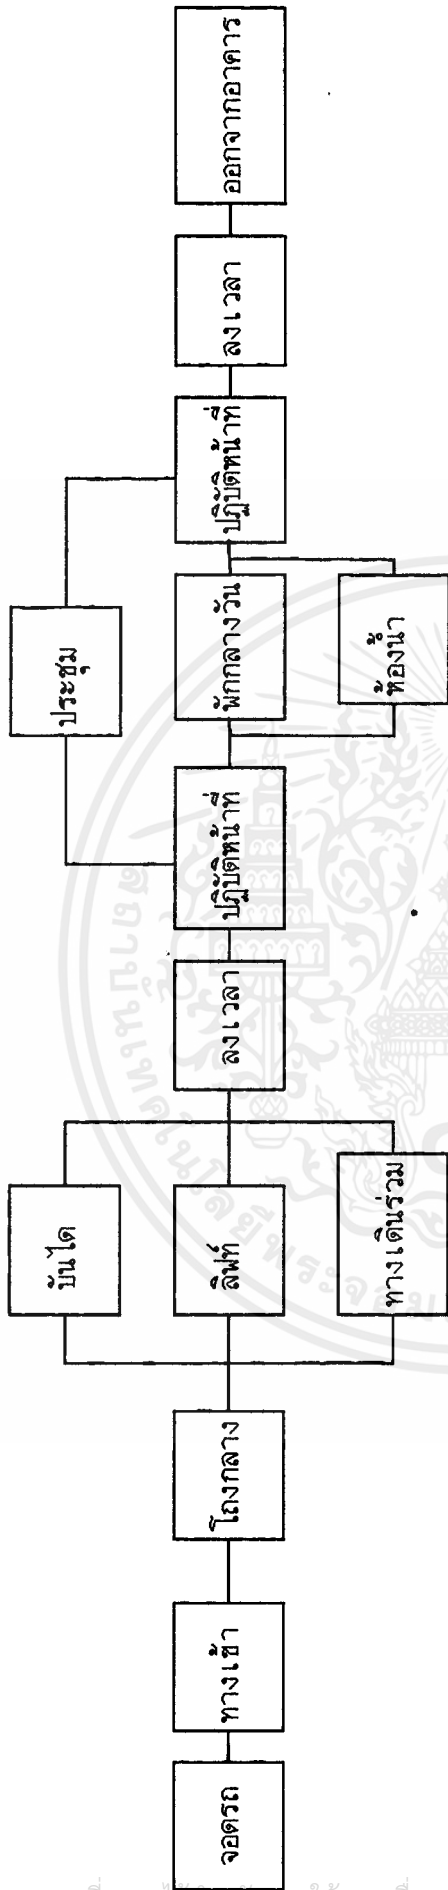 จอดรถ
ทางเข้า
โถงกลาง
บันได
ลิฟท์
ทางเดินร่วม
ลงเวลา
ปฏิบัติหน้าที่
ประชุม
พักกลางวัน
ห้องน้ำ
ปฏิบัติหน้าที่
ลงเวลา
ออกจากอาคาร